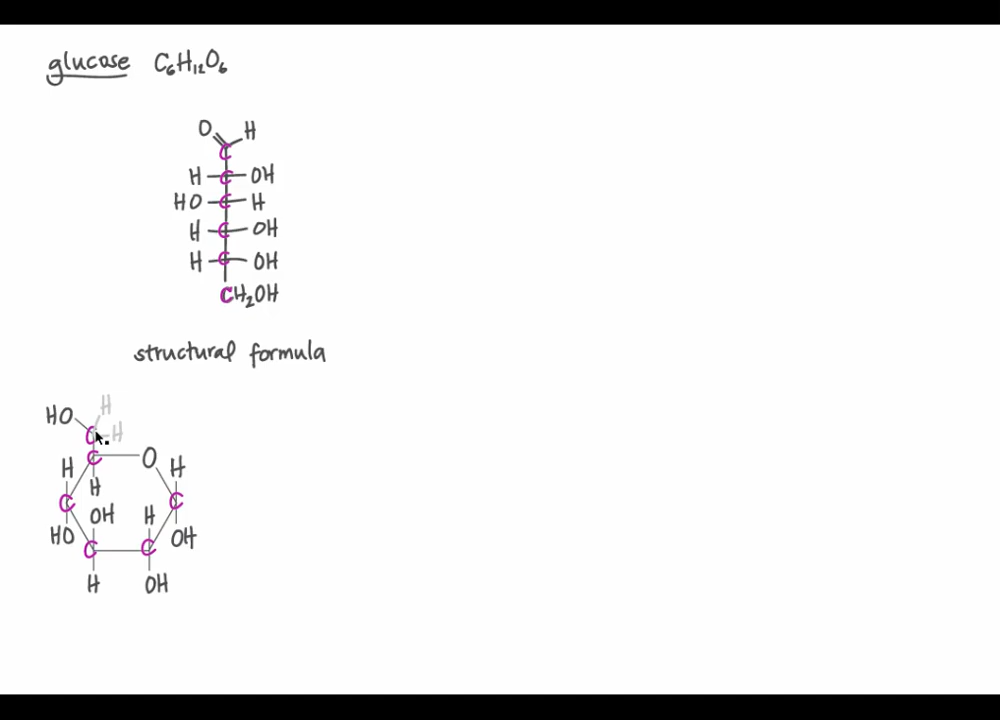 glucose C6H12O6
O H
C
H C OH
HO C H
H C OH
H C OH
CH2OH
structural formula
H
HO
C H
C O
H H
H
C C
OH H
HO OH
C C
H OH